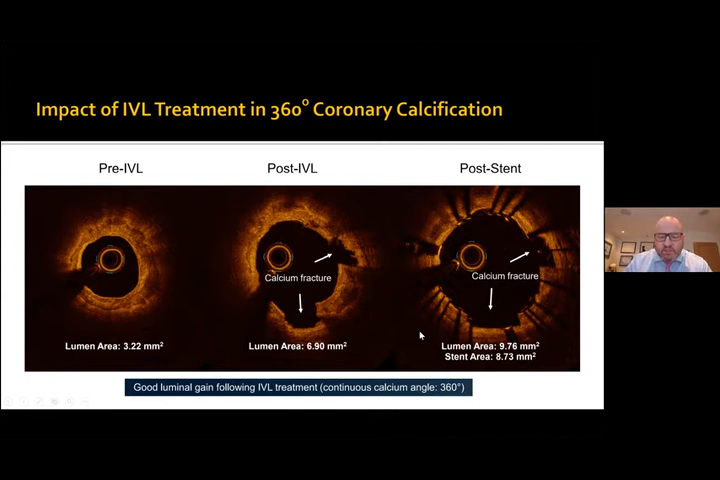 Impact of IVL Treatment in 360° Coronary Calcification
Pre-IVL
Post-IVL
Post-Stent
Calcium fracture
Calcium fracture
Lumen Area: 3.22 mm²
Lumen Area: 6.90 mm²
Lumen Area: 9.76 mm²
Stent Area: 8.73 mm²
Good luminal gain following IVL treatment (continuous calcium angle: 360°)